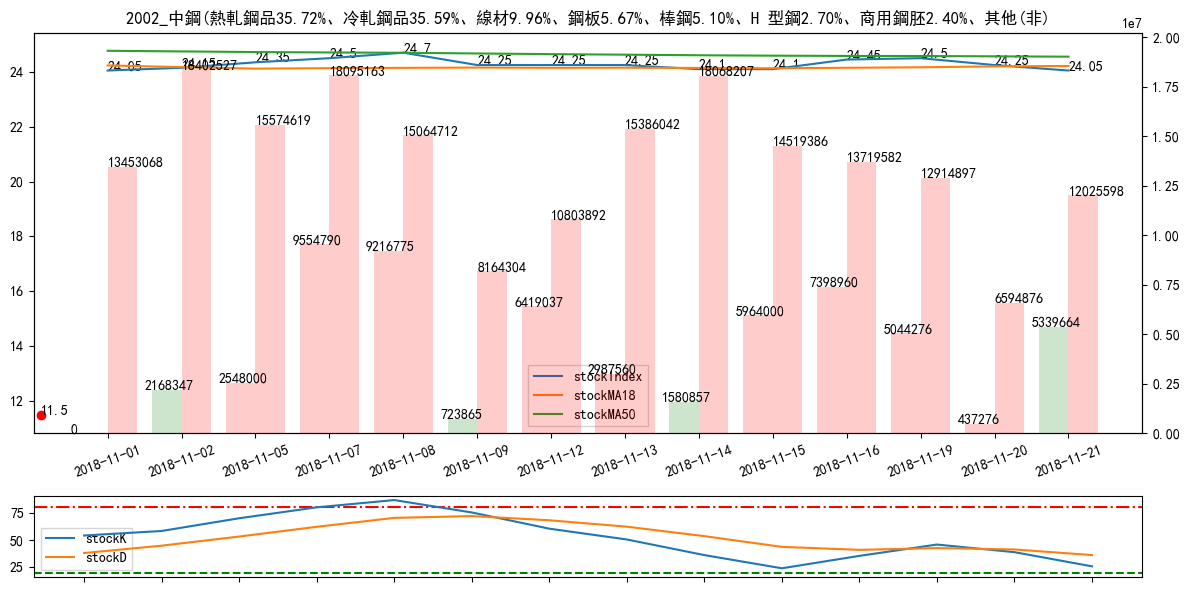 2002_中鋼(熱軋鋼品35.72%、冷軋鋼品35.59%、線材9.96%、鋼板5.67%、棒鋼5.10%、H 型鋼2.70%、商用鋼胚2.40%、其他(非)
1e7
24.05 24.15 24.35 24.5 24.7 24.25 24.25 24.25 24.1 24.1 24.45 24.5 24.25 24.05
13453068 18402527 15574619 18095163 15064712 8164304 10803892 15386042 18068207 14519386 13719582 12914897 6594876 12025598
0 2168347 2548000 9554790 9216775 723865 6419037 2987560 1580857 5964000 7398960 5044276 437276 5339664
11.5
24
22
20
18
16
14
12
2.00
1.75
1.50
1.25
1.00
0.75
0.50
0.25
0.00
stockIndex
stockMA18
stockMA50
2018-11-01 2018-11-02 2018-11-05 2018-11-07 2018-11-08 2018-11-09 2018-11-12 2018-11-13 2018-11-14 2018-11-15 2018-11-16 2018-11-19 2018-11-20 2018-11-21
75
50
25
stockK
stockD